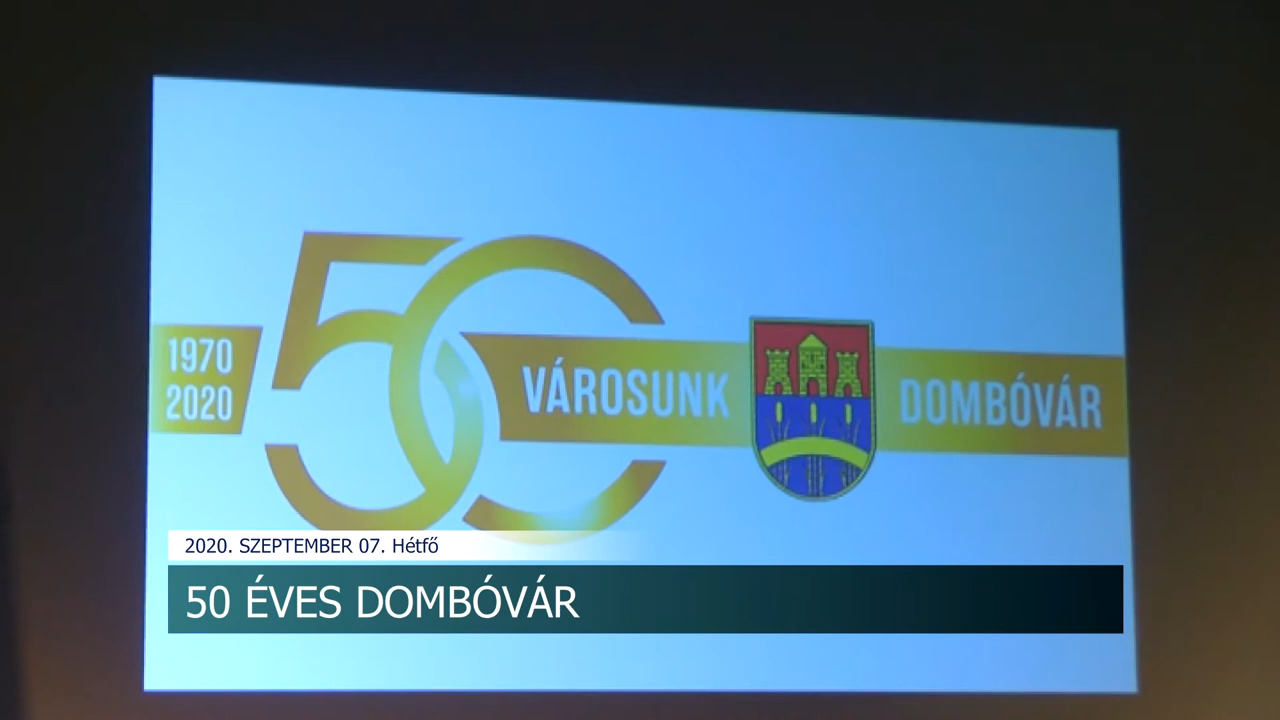 1970
2020
50
VÁROSUNK
DOMBÓVÁR
2020. SZEPTEMBER 07. Hétfő
50 ÉVES DOMBÓVÁR